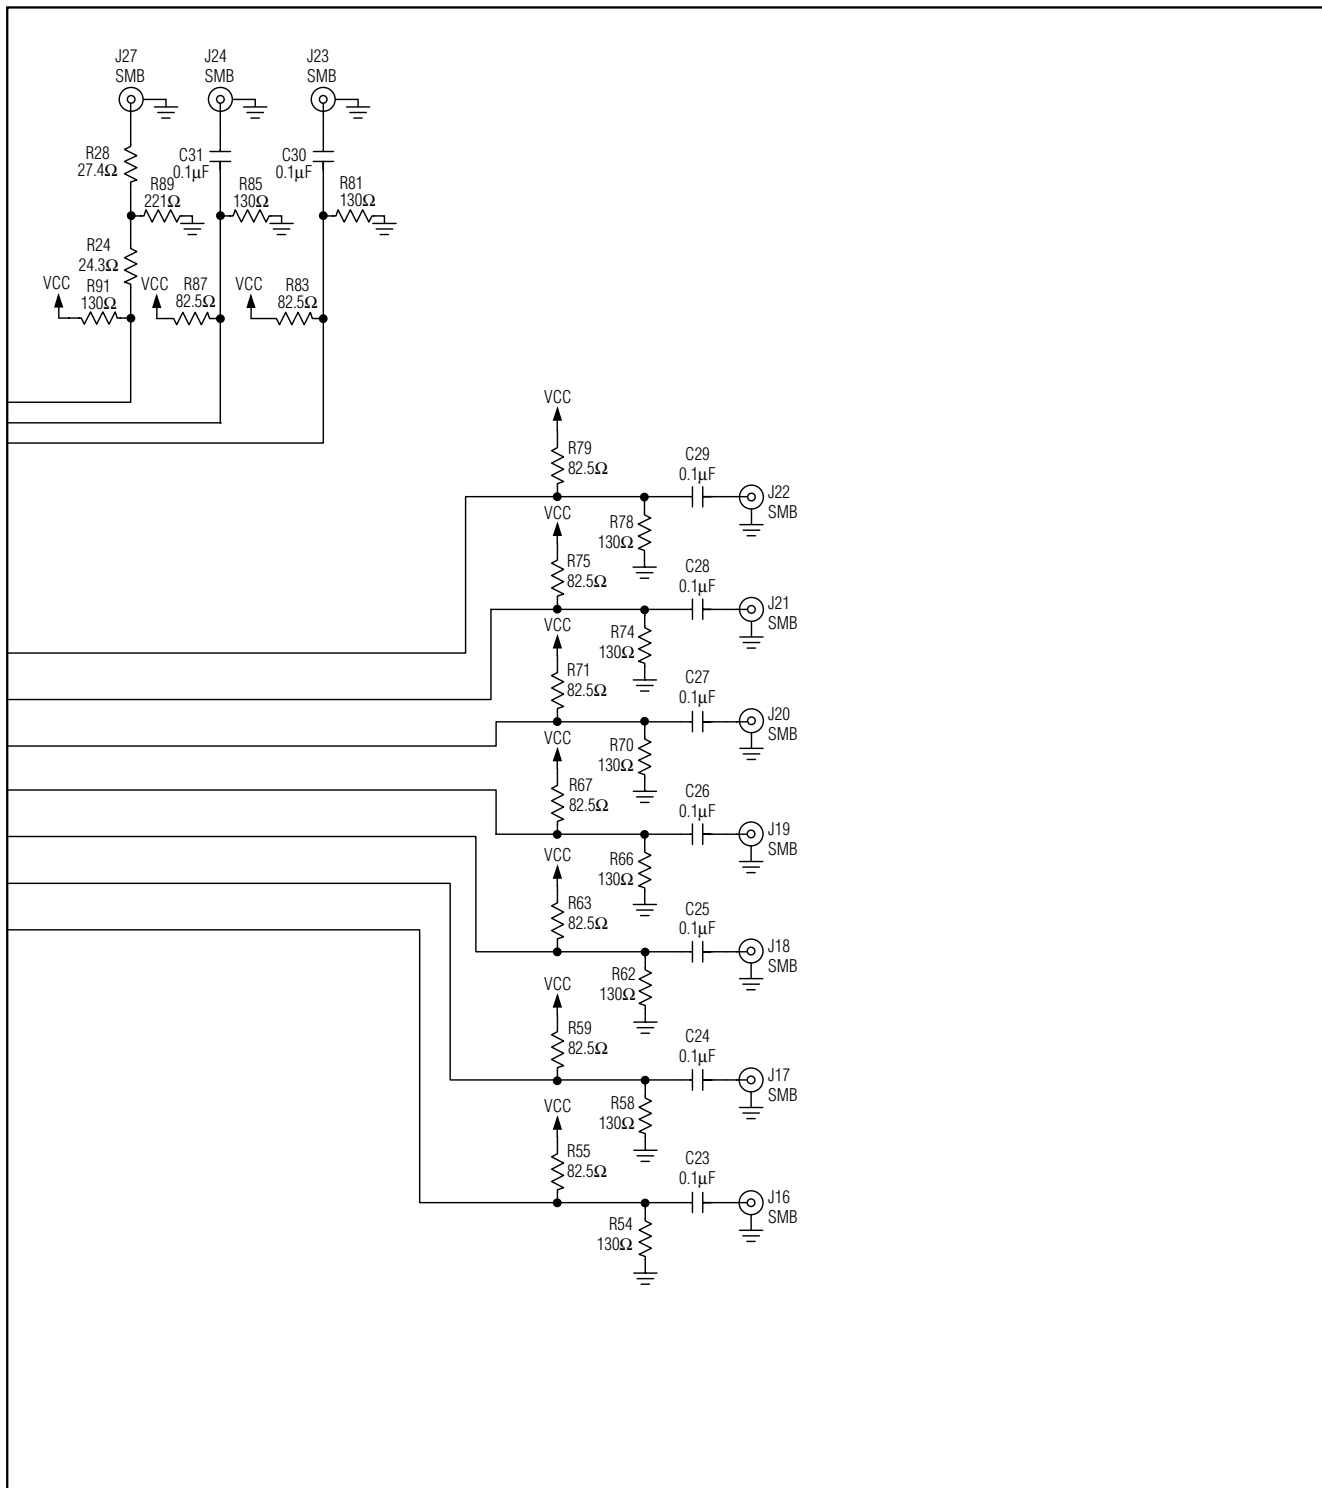 J27
SMB
J24
SMB
J23
SMB
R28
27.4Ω
C31
0.1µF
C30
0.1µF
R89
221Ω
R85
130Ω
R81
130Ω
R24
24.3Ω
VCC
R91
130Ω
VCC
R87
82.5Ω
VCC
R83
82.5Ω
VCC
R79
82.5Ω
C29
0.1µF
J22
SMB
VCC
R78
130Ω
R75
82.5Ω
C28
0.1µF
J21
SMB
VCC
R74
130Ω
R71
82.5Ω
C27
0.1µF
J20
SMB
VCC
R70
130Ω
R67
82.5Ω
C26
0.1µF
J19
SMB
VCC
R66
130Ω
R63
82.5Ω
C25
0.1µF
J18
SMB
VCC
R62
130Ω
R59
82.5Ω
C24
0.1µF
J17
SMB
VCC
R58
130Ω
R55
82.5Ω
C23
0.1µF
J16
SMB
R54
130Ω